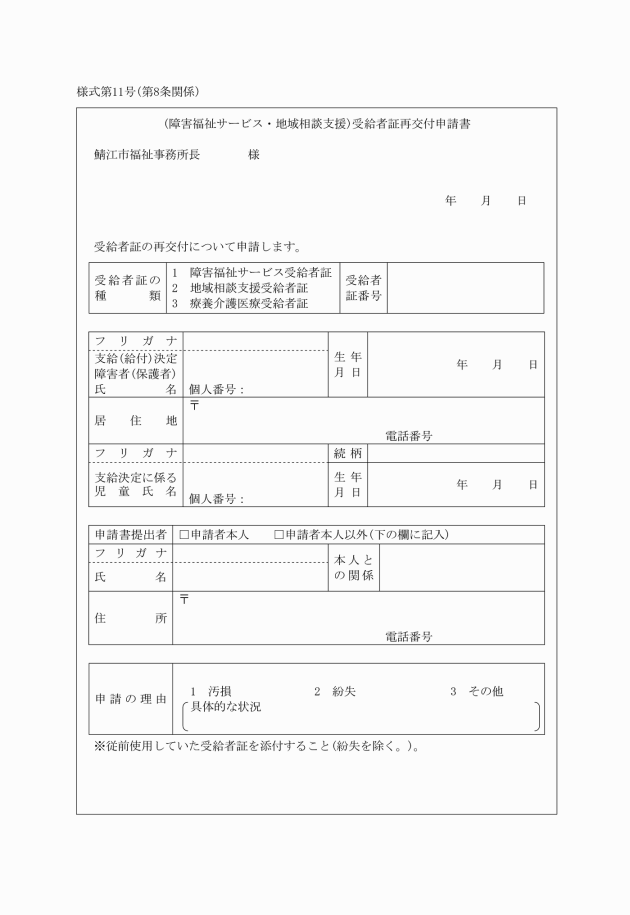 様式第11号(第8条関係)
(障害福祉サービス・地域相談支援)受給者証再交付申請書
鯖江市福祉事務所長　　　　様
年　　月　　日
受給者証の再交付について申請します。
受給者証の種類
1　障害福祉サービス受給者証
2　地域相談支援受給者証
3　療養介護医療受給者証
受給者証番号
フリガナ
支給(給付)決定
障害者(保護者)
氏名
個人番号：
生年月日
年　　月　　日
居住地
〒
電話番号
フリガナ
続柄
支給決定に係る
児童氏名
個人番号：
生年月日
年　　月　　日
申請書提出者
□申請者本人　　□申請者本人以外(下の欄に記入)
フリガナ
氏名
本人との関係
住所
〒
電話番号
申請の理由
1　汚損　　　　　　　2　紛失　　　　　　　　3　その他
具体的な状況
※従前使用していた受給者証を添付すること(紛失を除く。)。